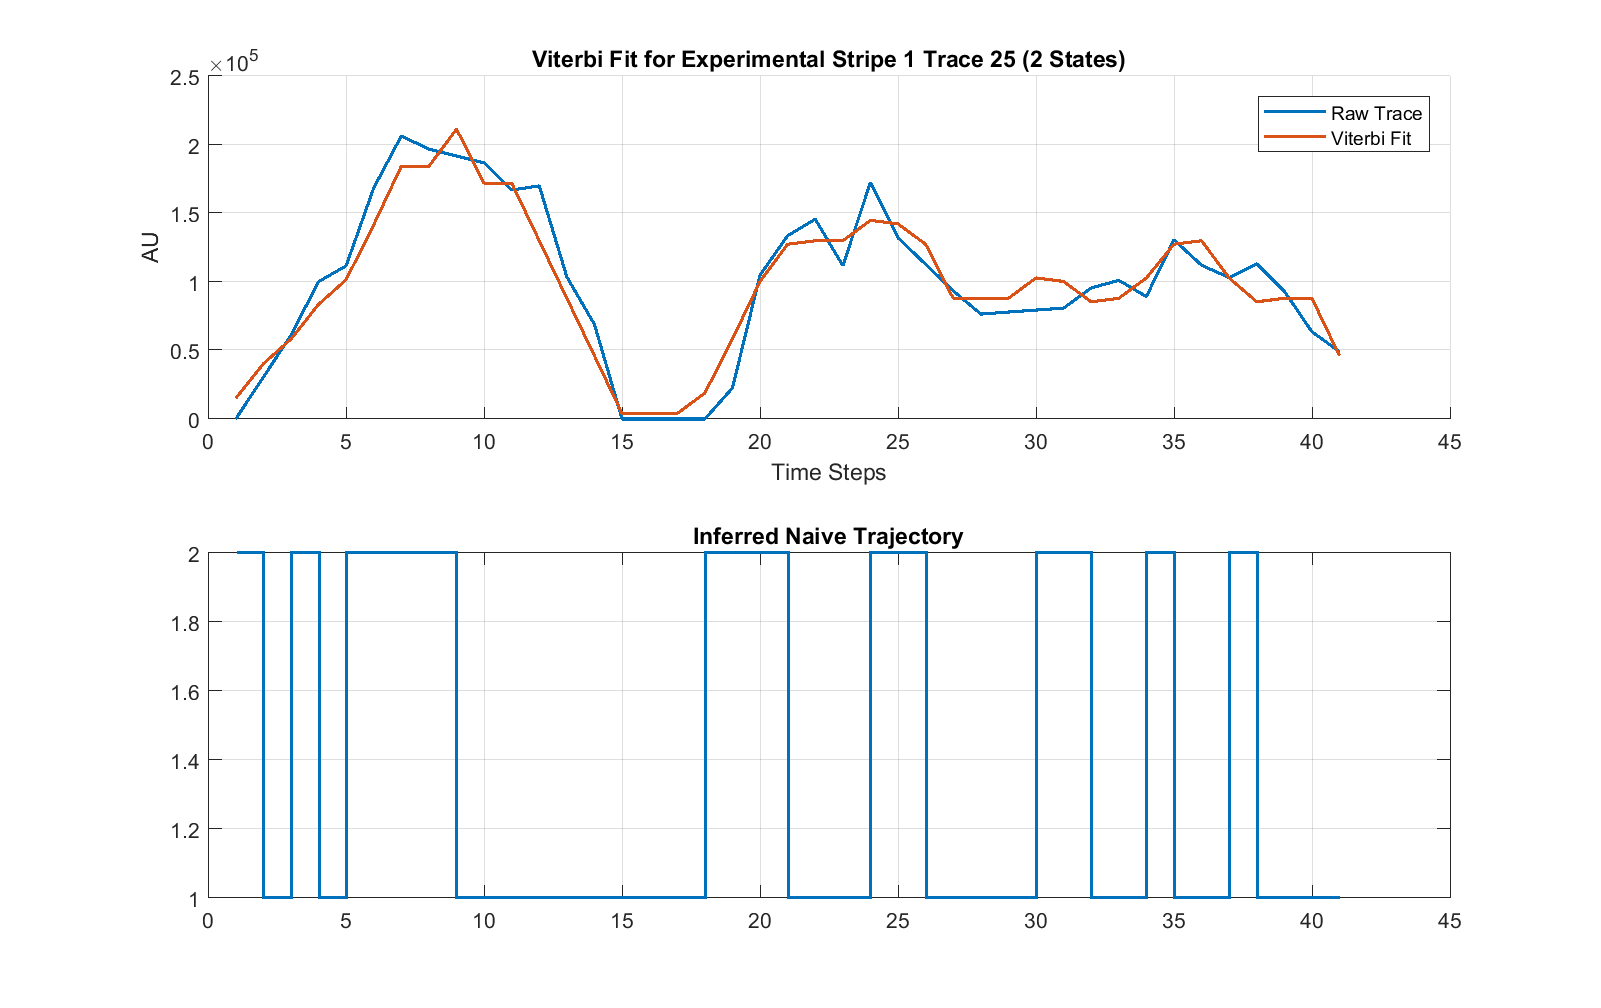 Viterbi Fit for Experimental Stripe 1 Trace 25 (2 States)
×10^5
2.5
2
1.5
1
0.5
0
AU
Raw Trace
Viterbi Fit
0 5 10 15 20 25 30 35 40 45
Time Steps
Inferred Naive Trajectory
2
1.8
1.6
1.4
1.2
1
0 5 10 15 20 25 30 35 40 45